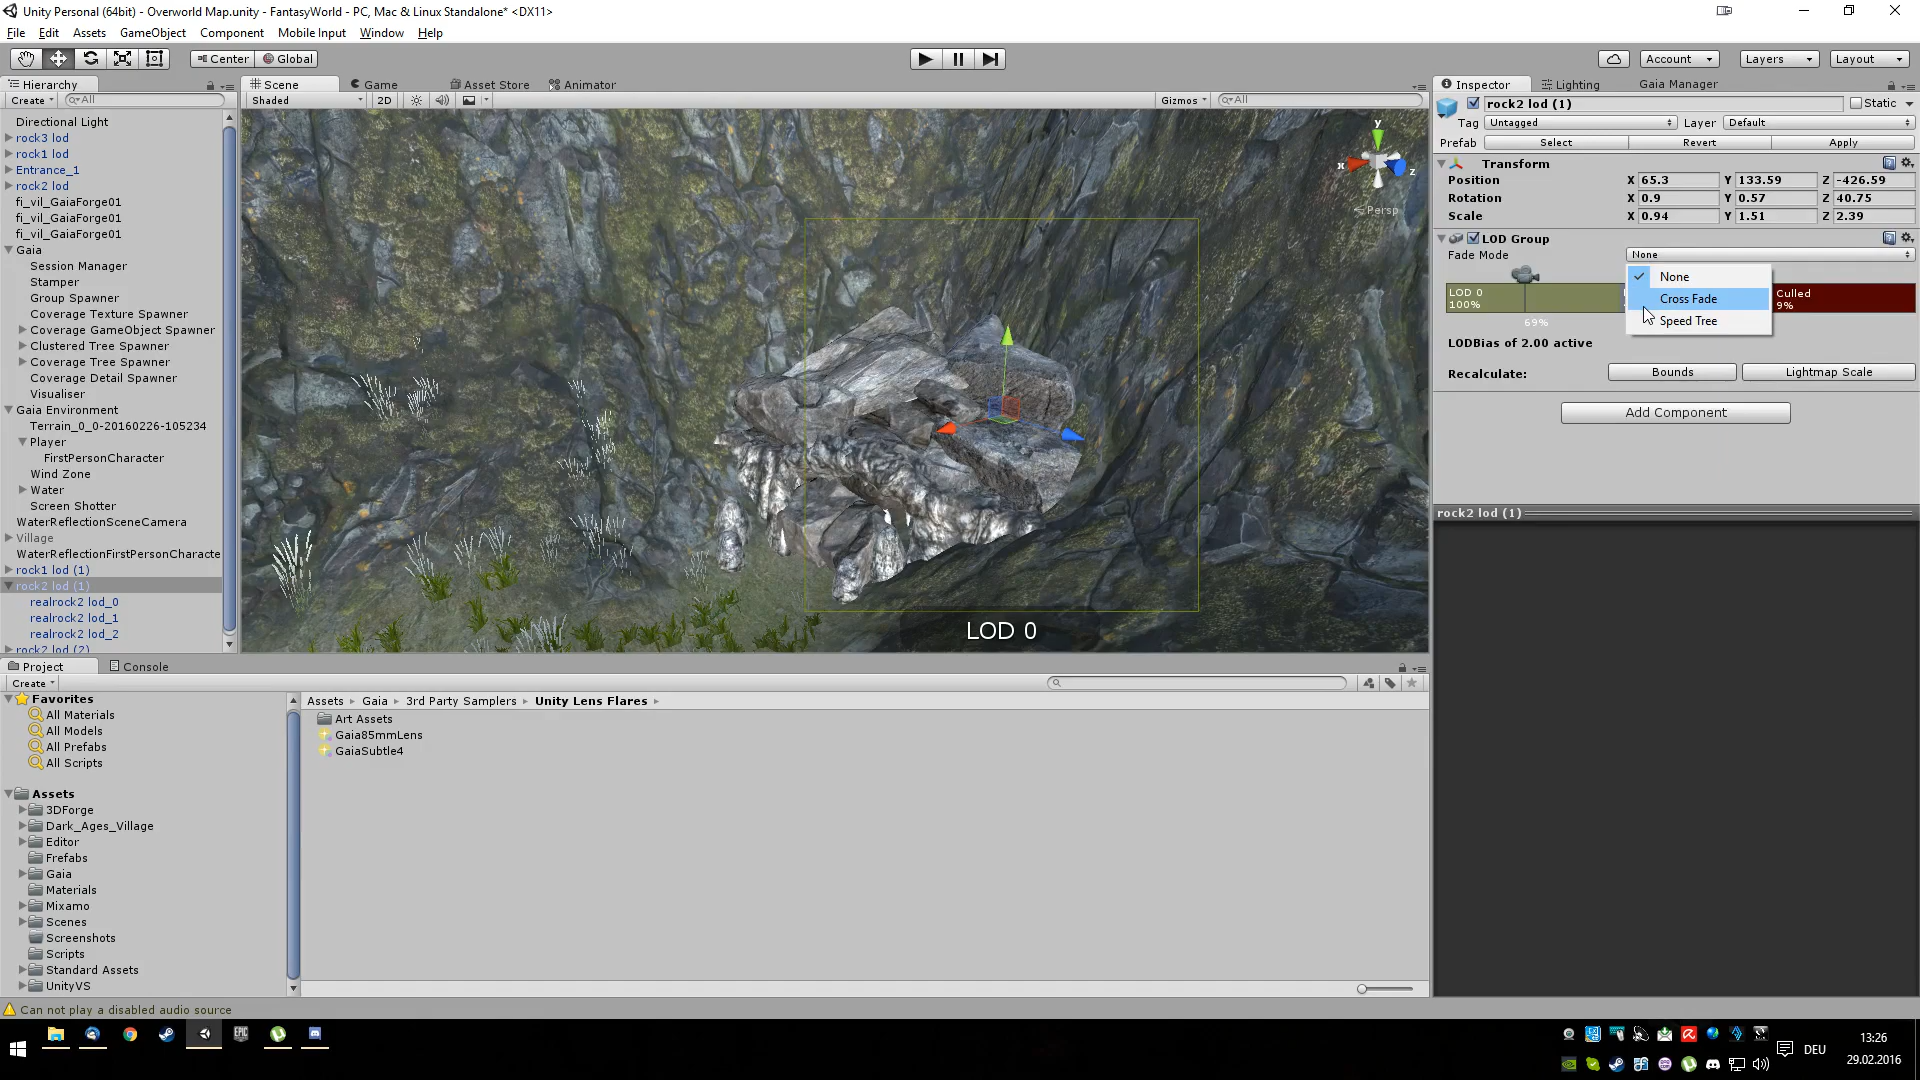 Unity Personal (64bit) - Overworld Map.unity - FantasyWorld - PC, Mac & Linux Standalone* <DX11>
File Edit Assets GameObject Component Mobile Input Window Help
Center Global Account Layers Layout
Hierarchy Scene Game Asset Store Animator Inspector Lighting Gaia Manager
Create All Shaded 2D Gizmos All
rock2 lod (1) Static
Tag Untagged Layer Default
Prefab Select Revert Apply
Transform
Position X 65.3 Y 133.59 Z -426.59
Rotation X 0.9 Y 0.57 Z 40.75
Scale X 0.94 Y 1.51 Z 2.39
LOD Group
Fade Mode None
None
Cross Fade
Speed Tree
LOD 0
100%
Culled
9%
69%
LODBias of 2.00 active
Recalculate: Bounds Lightmap Scale
Add Component
rock2 lod (1)
Directional Light
rock3 lod
rock1 lod
Entrance_1
rock2 lod
fi_vil_GaiaForge01
fi_vil_GaiaForge01
fi_vil_GaiaForge01
Gaia
Session Manager
Stamper
Group Spawner
Coverage Texture Spawner
Coverage GameObject Spawner
Clustered Tree Spawner
Coverage Tree Spawner
Coverage Detail Spawner
Visualiser
Gaia Environment
Terrain_0_0-20160226-105234
Player
FirstPersonCharacter
Wind Zone
Water
Screen Shotter
WaterReflectionSceneCamera
Village
WaterReflectionFirstPersonCharacte
rock1 lod (1)
rock2 lod (1)
realrock2 lod_0
realrock2 lod_1
realrock2 lod_2
rock2 lod (2)
y
x
z
Persp
LOD 0
Project Console
Create
Favorites
All Materials
All Models
All Prefabs
All Scripts
Assets
3DForge
Dark_Ages_Village
Editor
Frefabs
Gaia
Materials
Mixamo
Scenes
Screenshots
Scripts
Standard Assets
UnityVS
Assets Gaia 3rd Party Samplers Unity Lens Flares
Art Assets
Gaia85mmLens
GaiaSubtle4
Can not play a disabled audio source
EPIC
DEU
13:26
29.02.2016